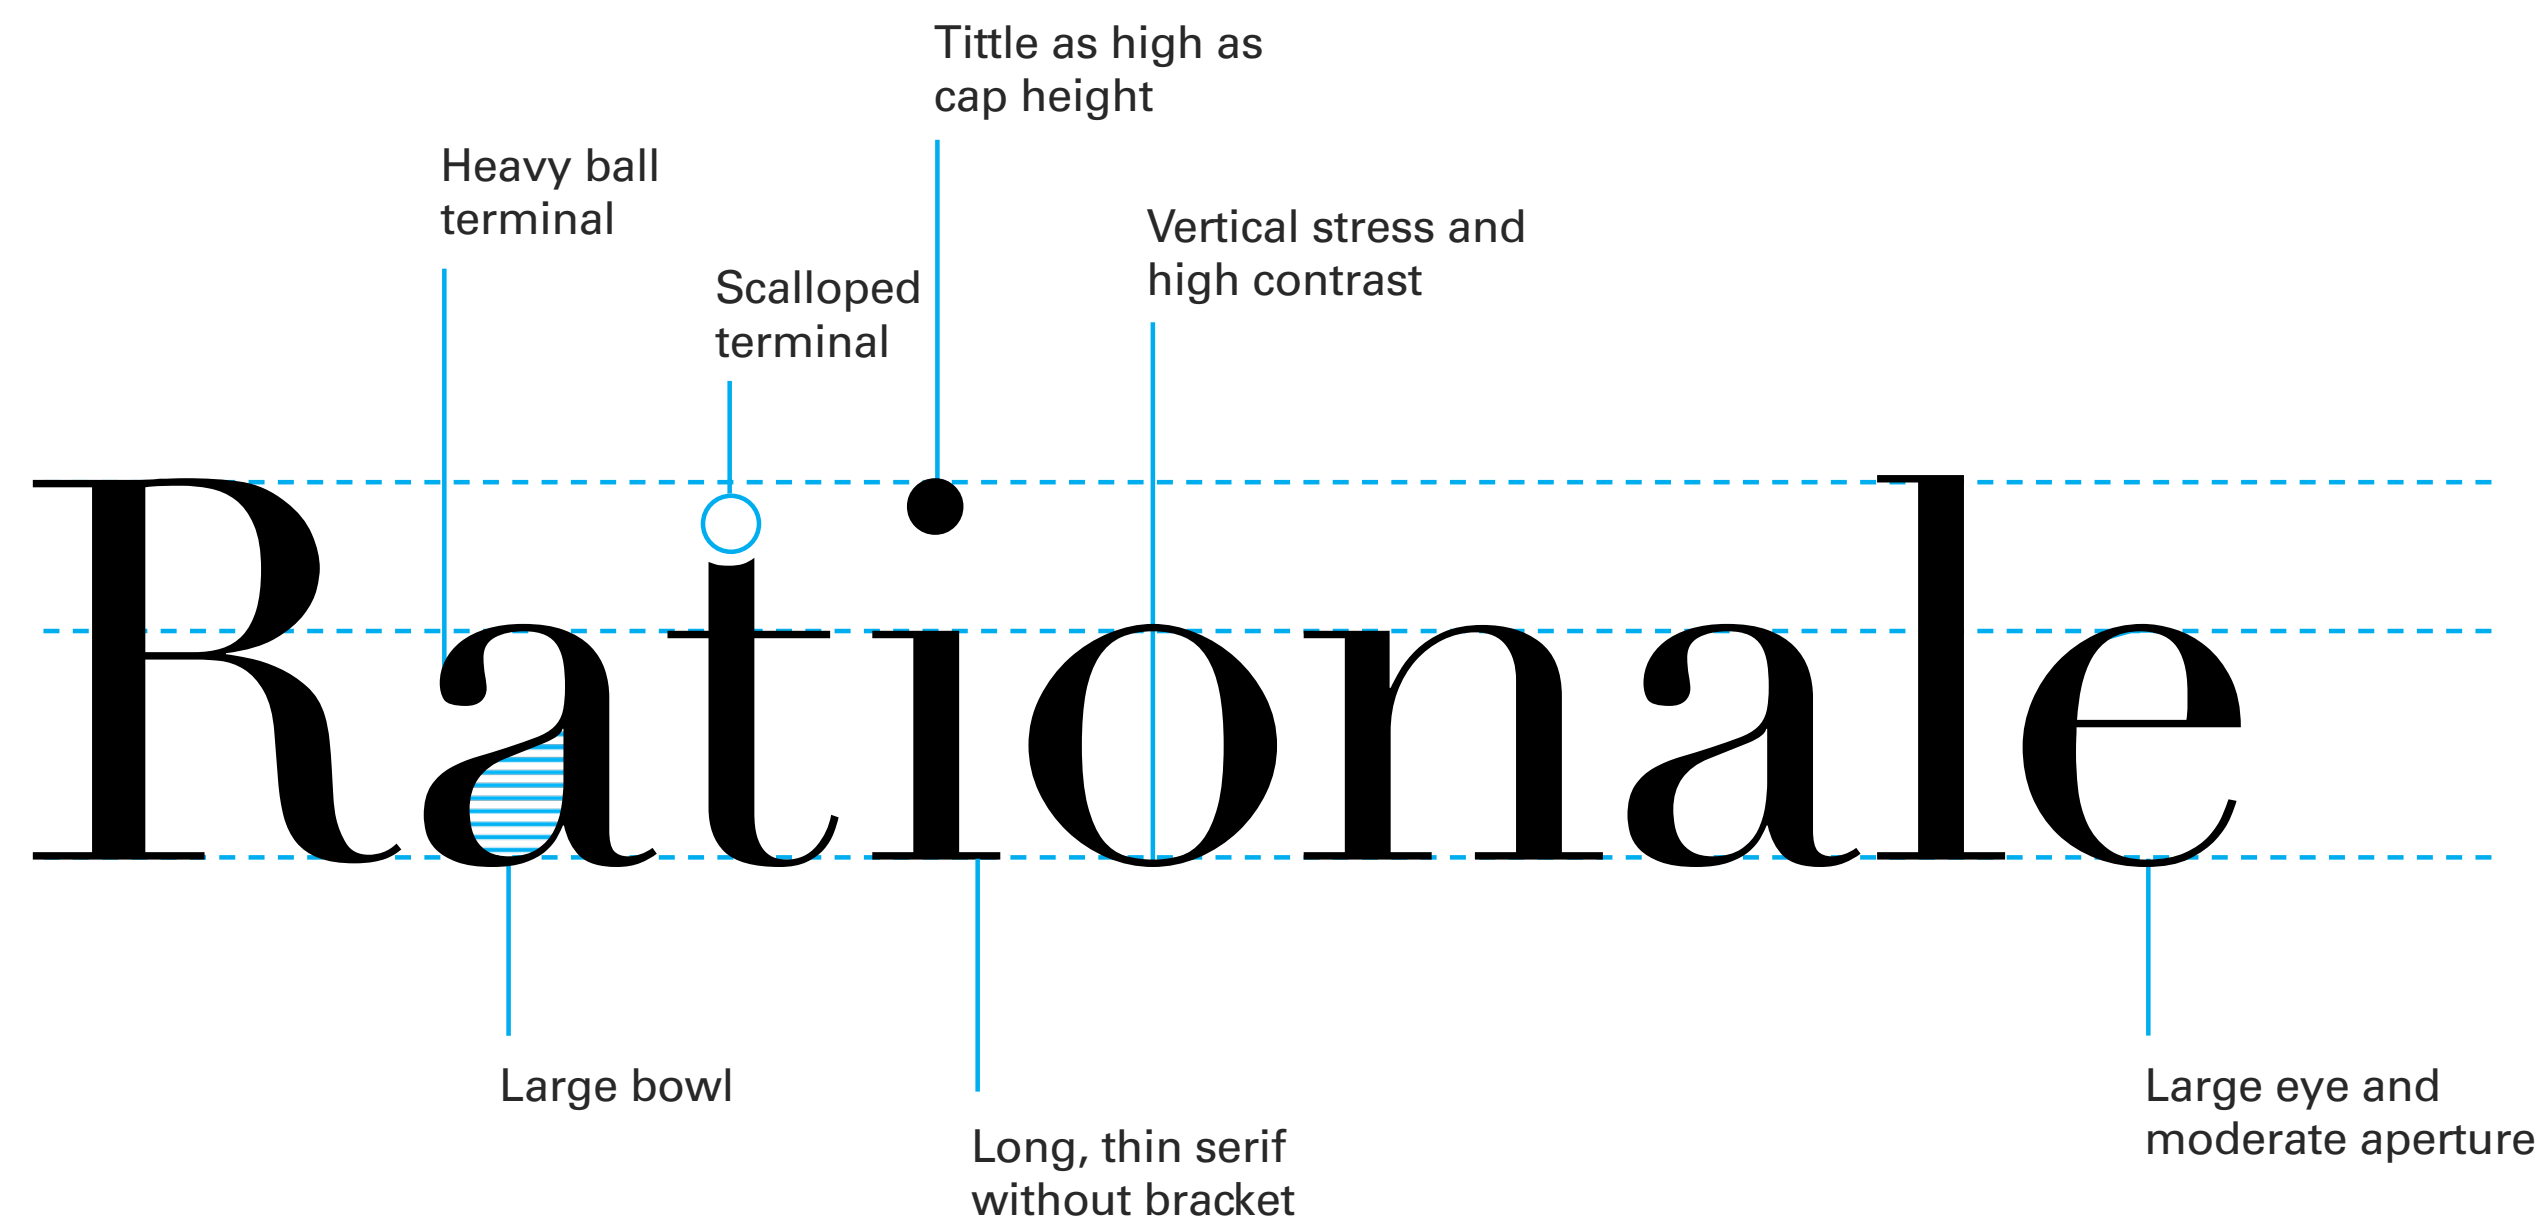 Tittle as high as
cap height
Heavy ball
terminal
Vertical stress and
high contrast
Scalloped
terminal
Rationale
Large bowl
Long, thin serif
without bracket
Large eye and
moderate aperture